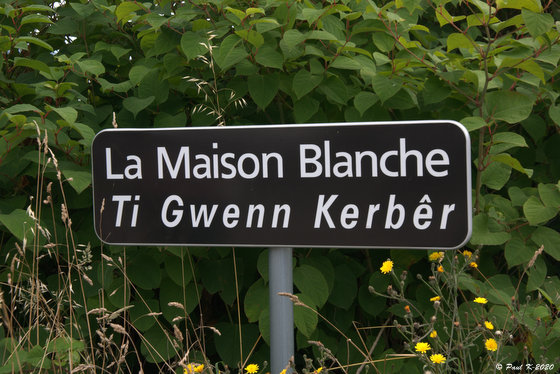 La Maison Blanche
Ti Gwenn Kerbêr
© Paul K 2020